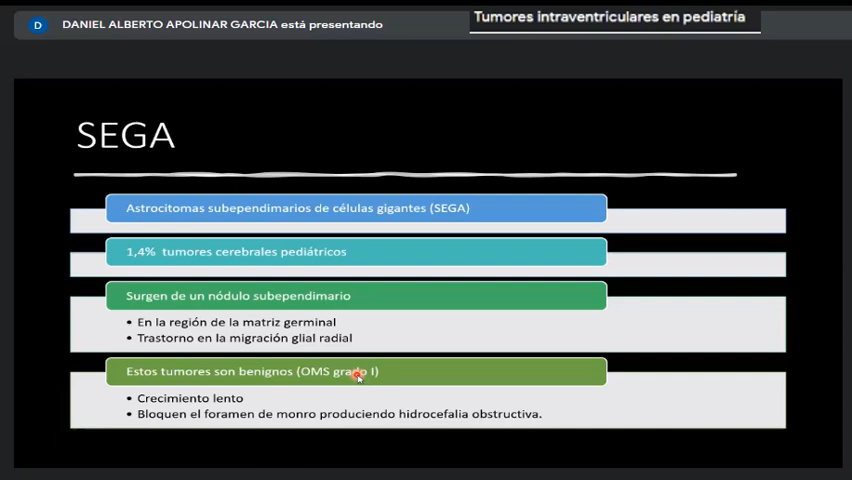 D
DANIEL ALBERTO APOLINAR GARCIA está presentando
Tumores intraventriculares en pediatría
SEGA
Astrocitomas subependimarios de células gigantes (SEGA)
1,4% tumores cerebrales pediátricos
Surgen de un nódulo subependimario
• En la región de la matriz germinal
• Trastorno en la migración glial radial
Estos tumores son benignos (OMS grado I)
• Crecimiento lento
• Bloquen el foramen de monro produciendo hidrocefalia obstructiva.